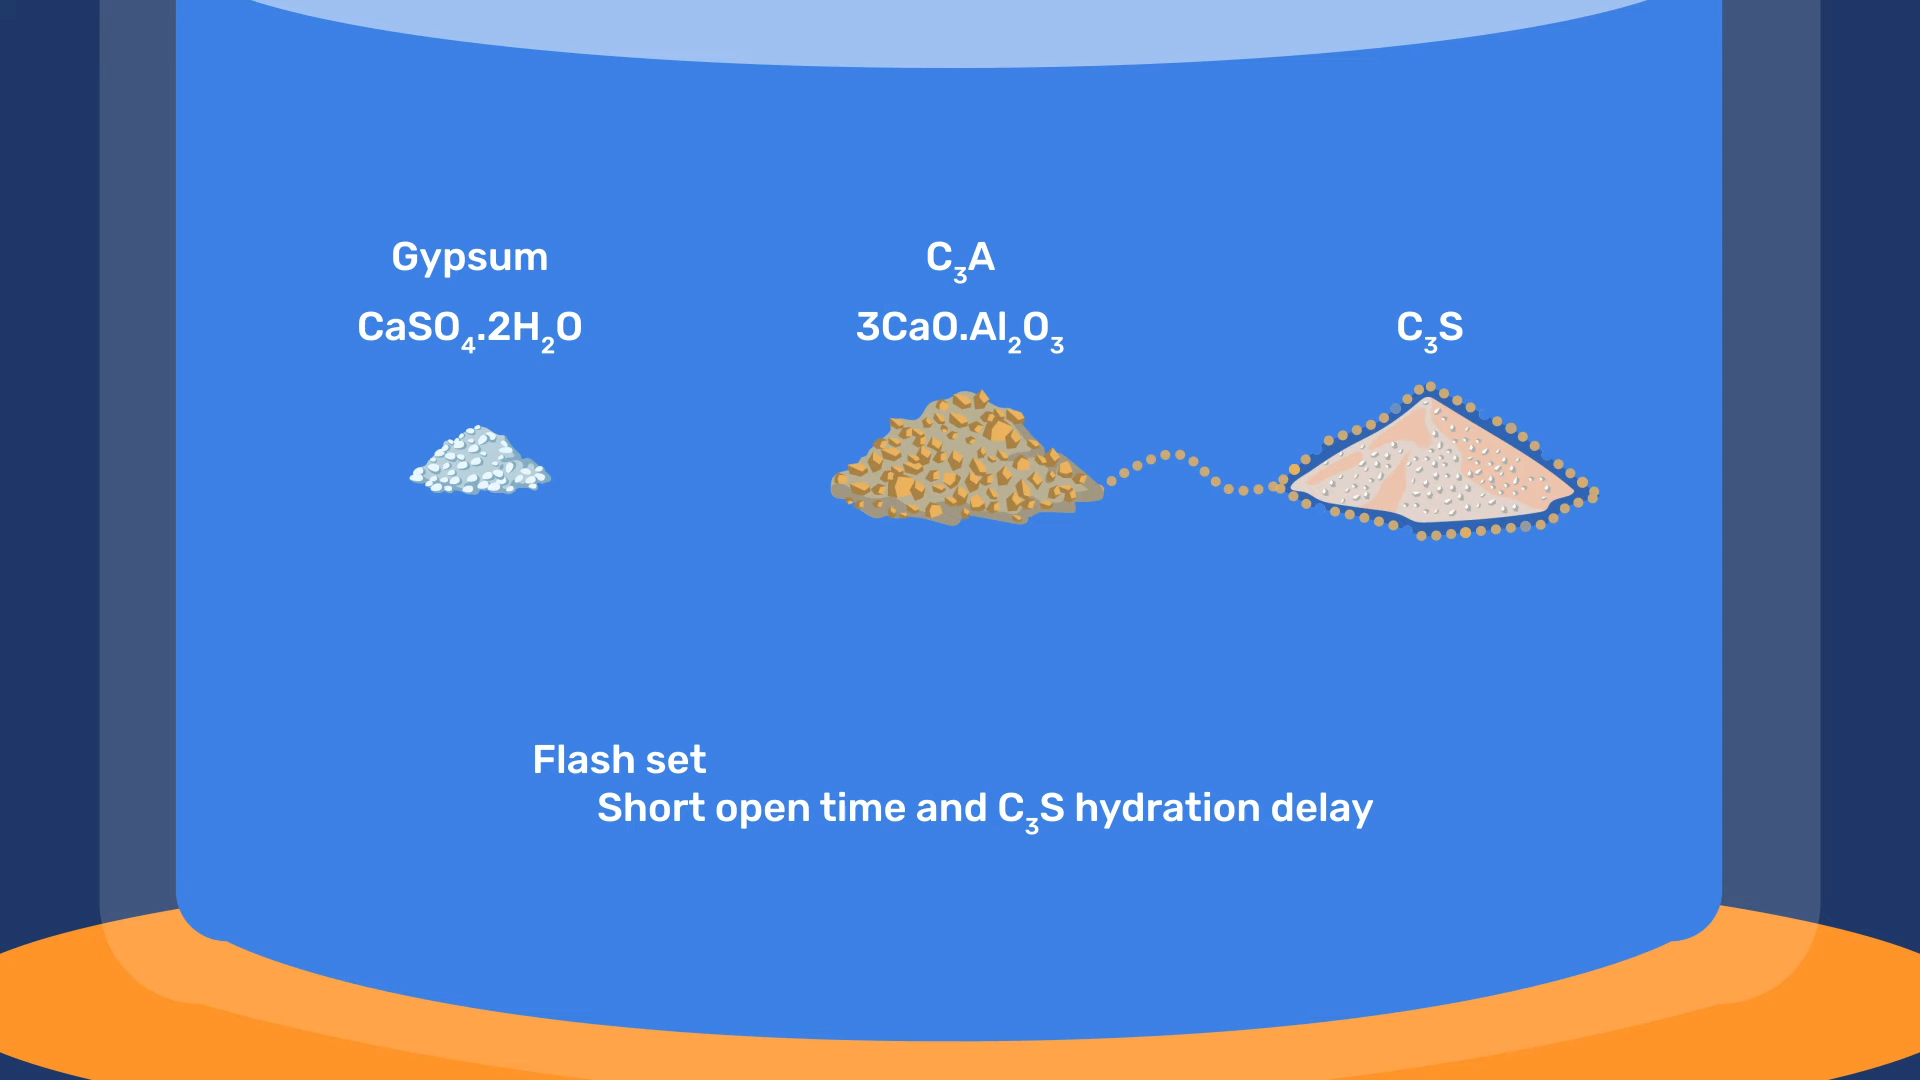 Gypsum
CaSO₄.2H₂O
C₃A
3CaO.Al₂O₃
C₃S
Flash set
Short open time and C₃S hydration delay